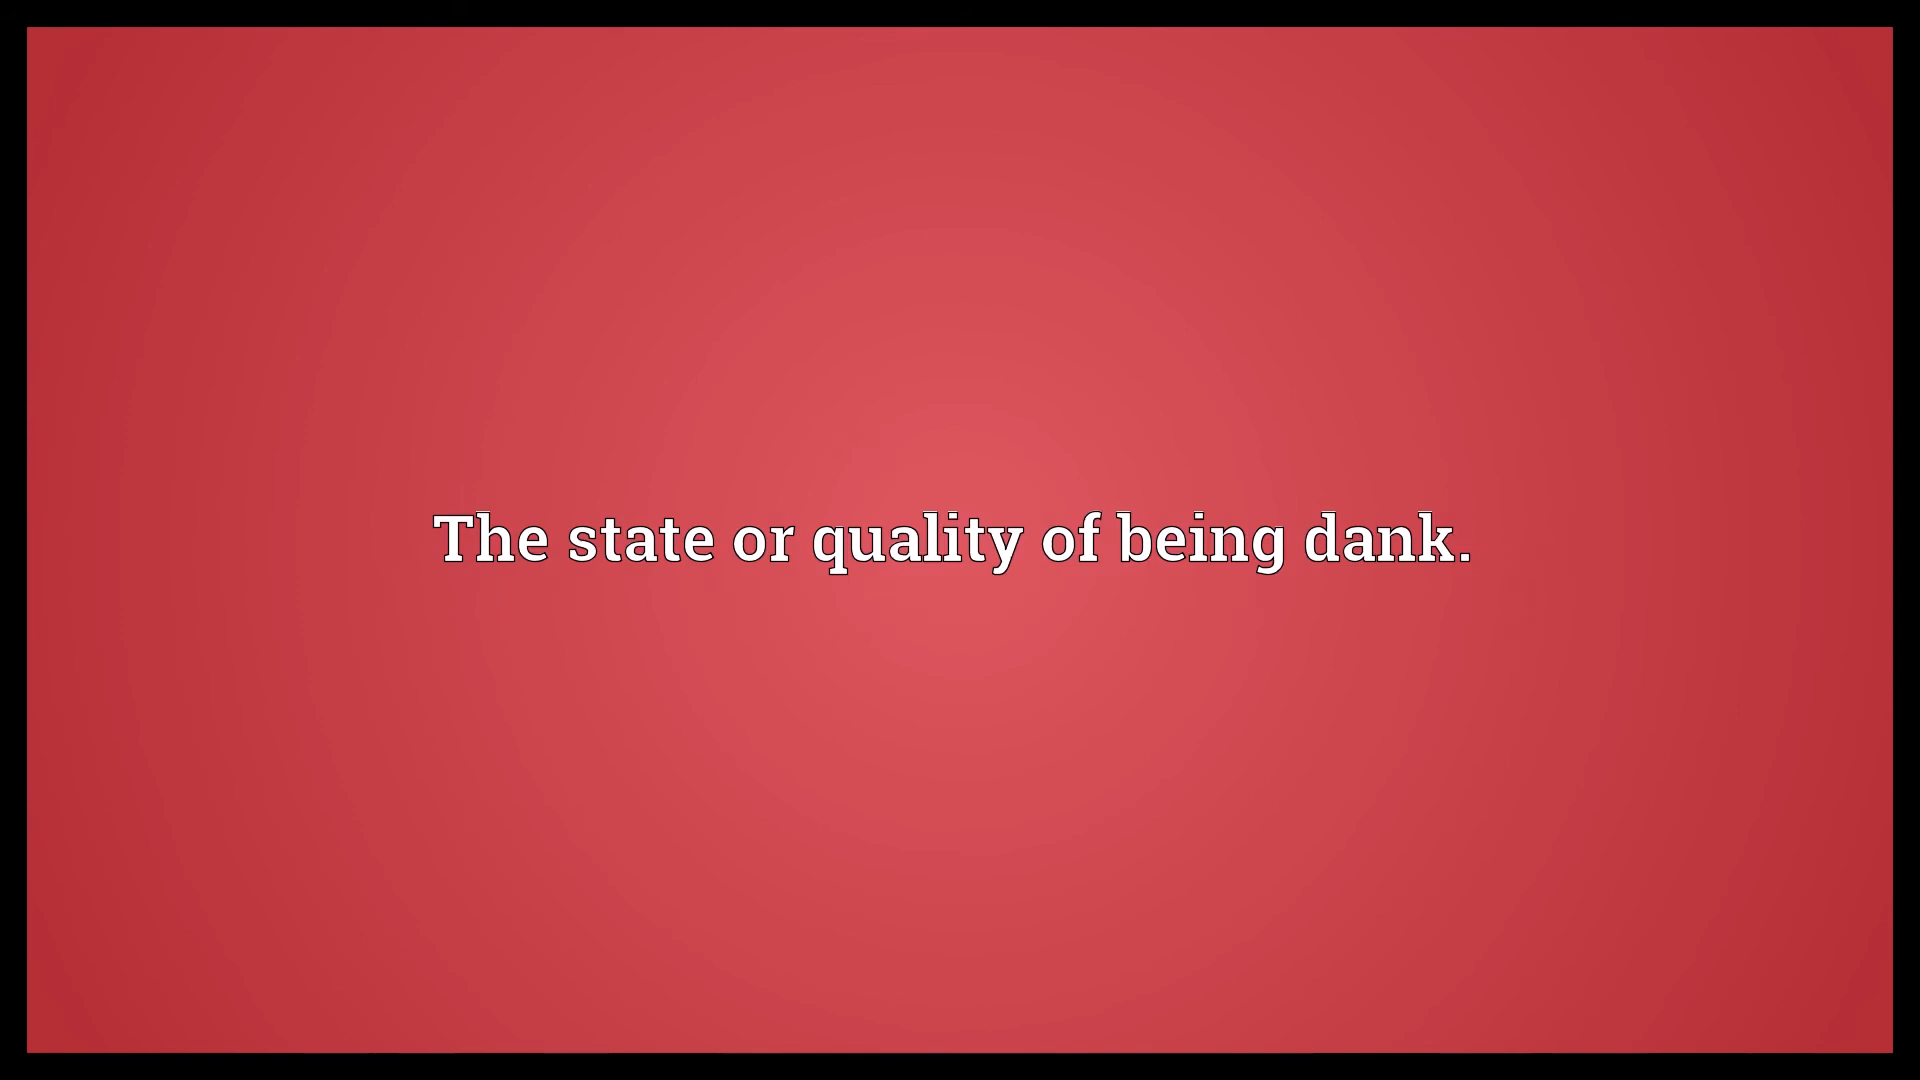 The state or quality of being dank.